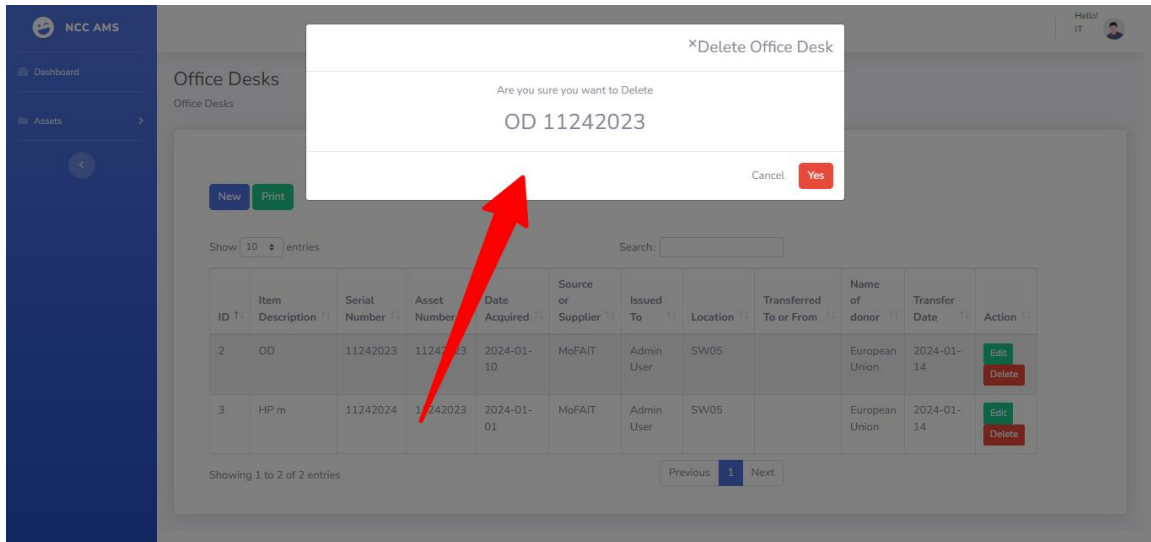 NCC AMS
Hello!
IT
Dashboard
Assets
Office Desks
Office Desks
×Delete Office Desk
Are you sure you want to Delete
OD 11242023
Cancel Yes
New Print
Show 10 entries
Search:
ID Item Description Serial Number Asset Number Date Acquired Source or Supplier Issued To Location Transferred To or From Name of donor Transfer Date Action
2 OD 11242023 11242023 2024-01-10 MoFAIT Admin User SW05 European Union 2024-01-14 Edit Delete
3 HP m 11242024 11242023 2024-01-01 MoFAIT Admin User SW05 European Union 2024-01-14 Edit Delete
Showing 1 to 2 of 2 entries
Previous 1 Next